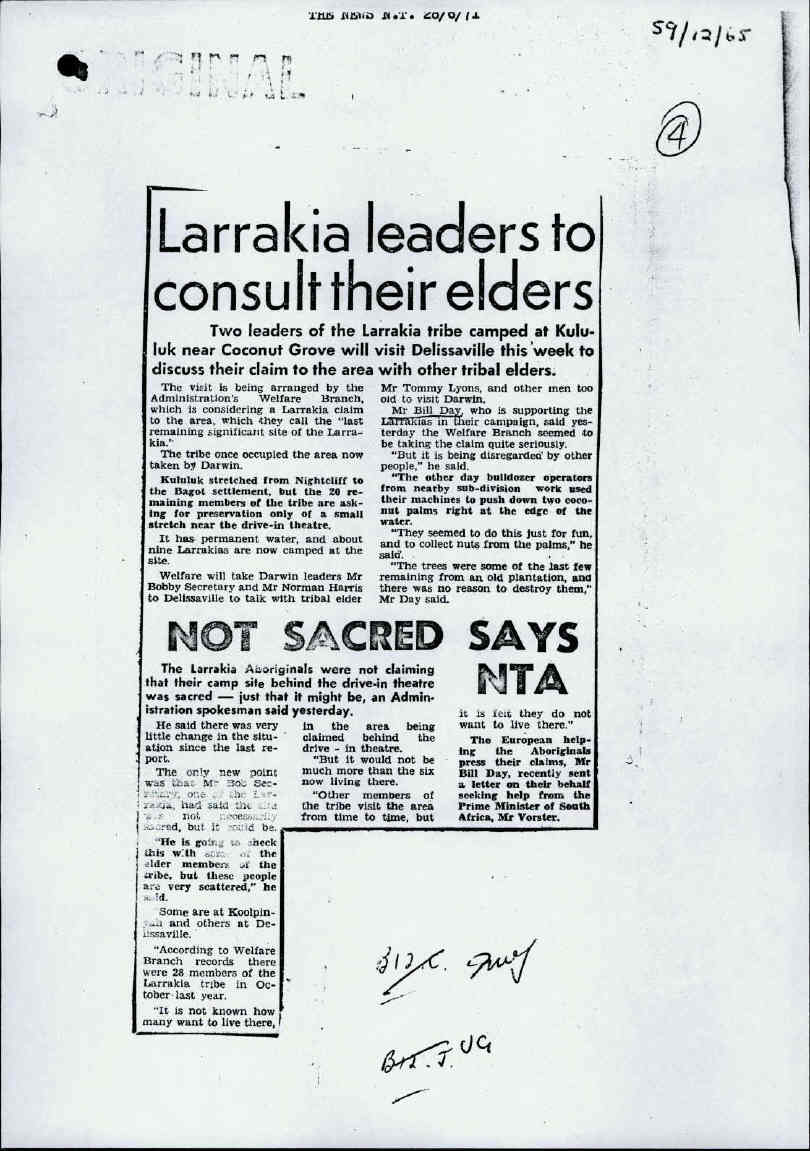 THE NEWS N.T. 20/6/71
59/12/65
ORIGINAL
4
Larrakia leaders to
consult their elders
Two leaders of the Larrakia tribe camped at Kulu-
luk near Coconut Grove will visit Delissaville this week to
discuss their claim to the area with other tribal elders.
The visit is being arranged by the
Administration's Welfare Branch,
which is considering a Larrakia claim
to the area, which they call the "last
remaining significant site of the Larra-
kia."
The tribe once occupied the area now
taken by Darwin.
Kululuk stretched from Nightcliff to
the Bagot settlement, but the 20 re-
maining members of the tribe are ask-
ing for preservation only of a small
stretch near the drive-in theatre.
It has permanent water, and about
nine Larrakias are now camped at the
site.
Welfare will take Darwin leaders Mr
Bobby Secretary and Mr Norman Harris
to Delissaville to talk with tribal elder
Mr Tommy Lyons, and other men too
old to visit Darwin.
Mr Bill Day, who is supporting the
Larrakias in their campaign, said yes-
terday the Welfare Branch seemed to
be taking the claim quite seriously.
"But it is being disregarded by other
people," he said.
"The other day bulldozer operators
from nearby sub-division work used
their machines to push down two coco-
nut palms right at the edge of the
water.
"They seemed to do this just for fun,
and to collect nuts from the palms," he
said.
"The trees were some of the last few
remaining from an old plantation, and
there was no reason to destroy them,"
Mr Day said.
NOT SACRED SAYS
NTA
The Larrakia Aboriginals were not claiming
that their camp site behind the drive-in theatre
was sacred — just that it might be, an Admin-
istration spokesman said yesterday.
He said there was very
little change in the situ-
ation since the last re-
port.
The only new point
was that Mr Bob Sec-
retary, one of the Lar-
rakia, had said the site
was not necessarily
sacred, but it could be.
"He is going to check
this with some of the
elder members of the
tribe, but these people
are very scattered," he
said.
Some are at Koolpin-
yah and others at De-
lissaville.
"According to Welfare
Branch records there
were 28 members of the
Larrakia tribe in Oc-
tober last year.
"It is not known how
many want to live there,
in the area being
claimed behind the
drive - in theatre.
"But it would not be
much more than the six
now living there.
"Other members of
the tribe visit the area
from time to time, but
it is felt they do not
want to live there."
The European help-
ing the Aboriginals
press their claims, Mr
Bill Day, recently sent
a letter on their behalf
seeking help from the
Prime Minister of South
Africa, Mr Vorster.